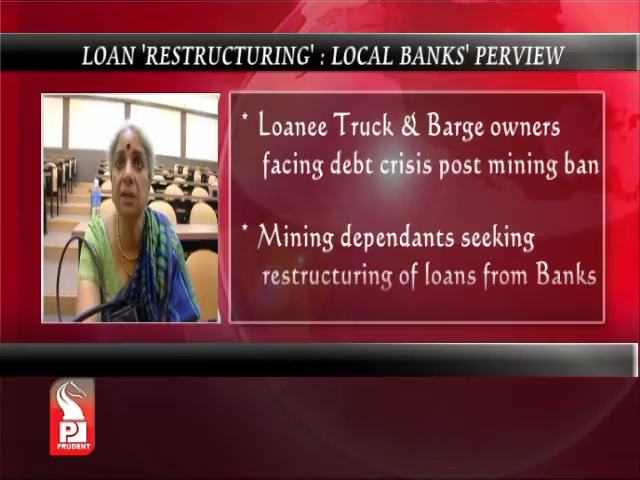 LOAN 'RESTRUCTURING' : LOCAL BANKS' PERVIEW
* Loanee Truck & Barge owners
facing debt crisis post mining ban
* Mining dependants seeking
restructuring of loans from Banks
PRUDENT